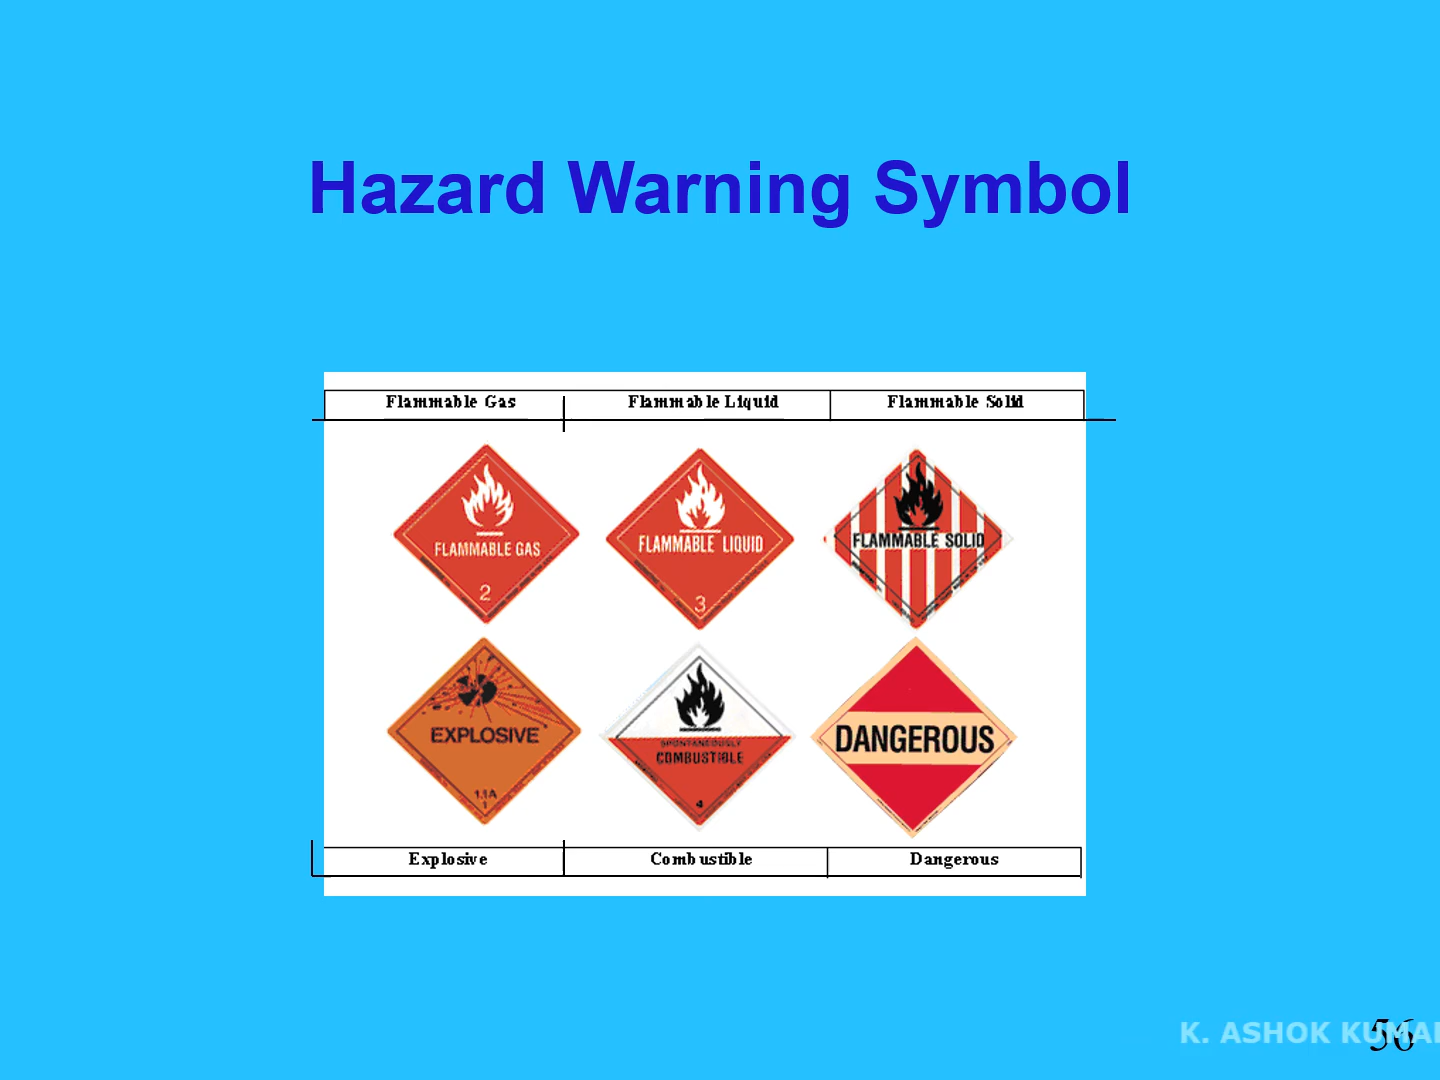 Hazard Warning Symbol
Flammable Gas Flammable Liquid Flammable Solid
FLAMMABLE GAS
2
FLAMMABLE LIQUID
3
FLAMMABLE SOLID
EXPLOSIVE
1.1A
1
SPONTANEOUSLY
COMBUSTIBLE
4
DANGEROUS
Explosive Combustible Dangerous
K. ASHOK KUMAR
56